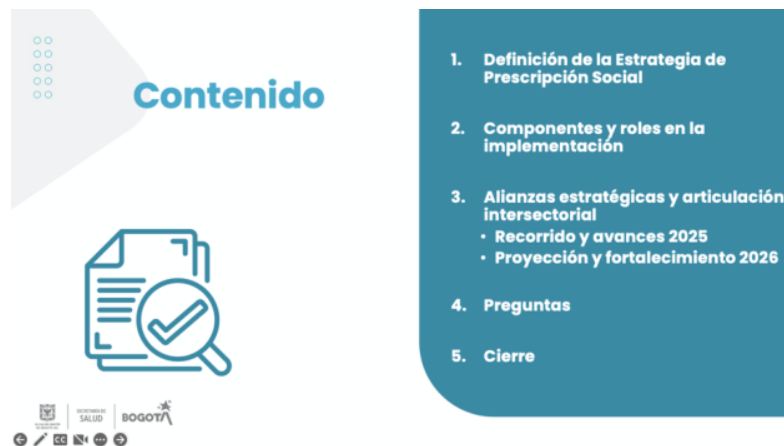 Contenido
1. Definición de la Estrategia de
Prescripción Social
2. Componentes y roles en la
implementación
3. Alianzas estratégicas y articulación
intersectorial
• Recorrido y avances 2025
• Proyección y fortalecimiento 2026
4. Preguntas
5. Cierre
SECRETARÍA DE
SALUD
BOGOTÁ
CC